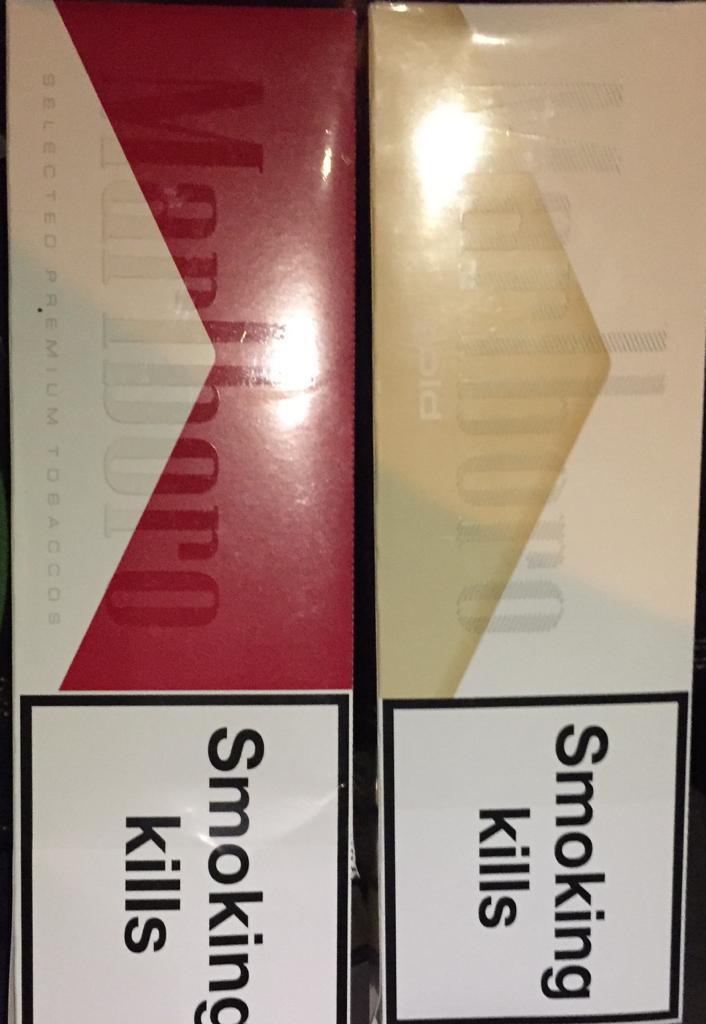 Marlboro
SELECTED PREMIUM TOBACCOS
Smoking
kills
Marlboro
gold
Smoking
kills